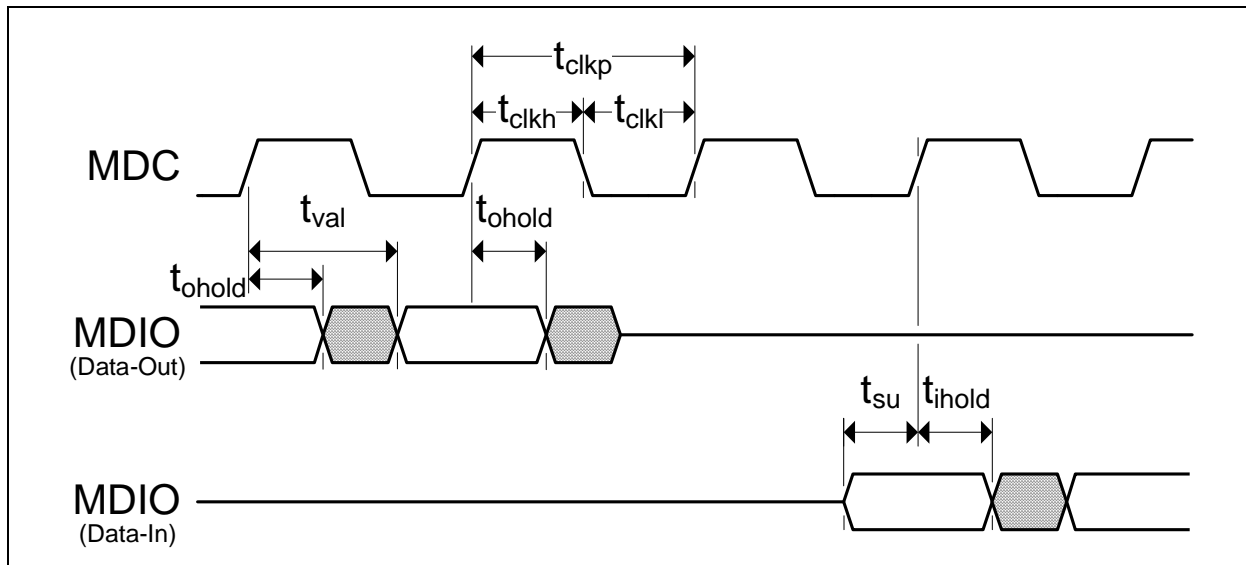 tclkp
tclkh tclkl
MDC
tval tohold
tohold
MDIO
(Data-Out)
tsu tihold
MDIO
(Data-In)